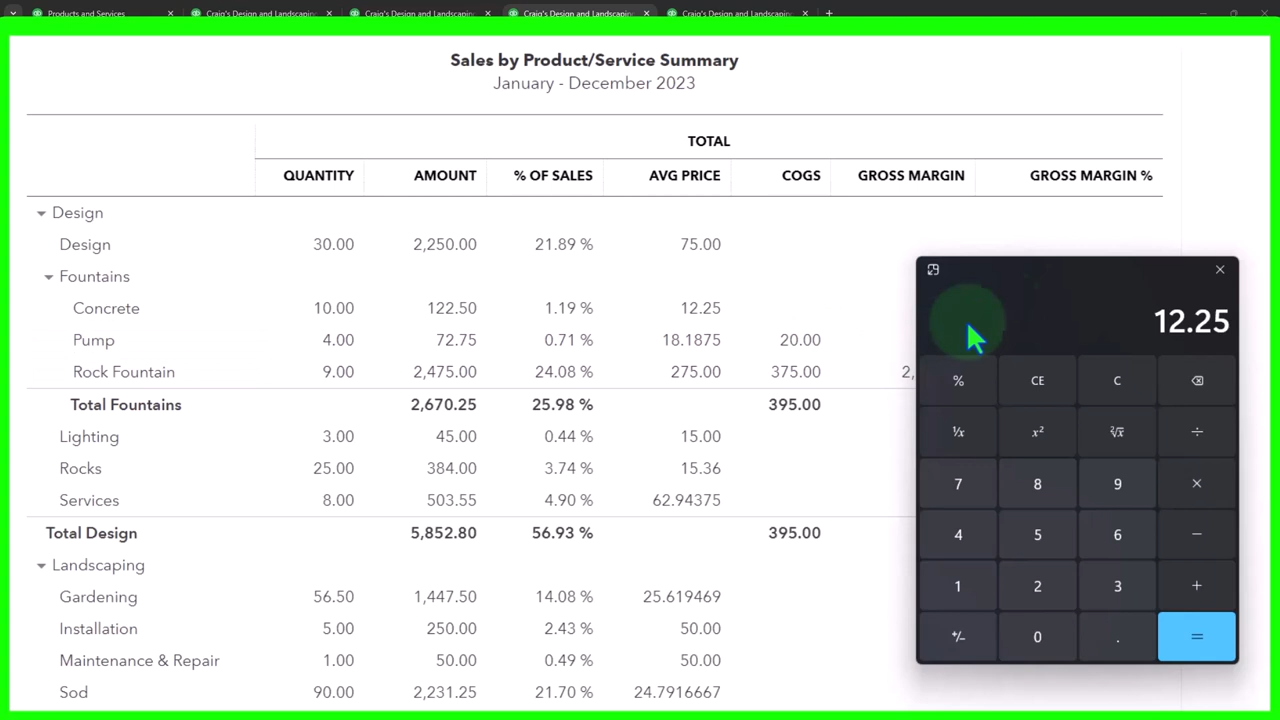 Products and Services Craig's Design and Landscaping Craig's Design and Landscaping Craig's Design and Landscaping Craig's Design and Landscaping
Sales by Product/Service Summary
January - December 2023
TOTAL
QUANTITY AMOUNT % OF SALES AVG PRICE COGS GROSS MARGIN GROSS MARGIN %
Design
Design 30.00 2,250.00 21.89 % 75.00
Fountains
Concrete 10.00 122.50 1.19 % 12.25
Pump 4.00 72.75 0.71 % 18.1875 20.00
Rock Fountain 9.00 2,475.00 24.08 % 275.00 375.00 2,
Total Fountains 2,670.25 25.98 % 395.00
Lighting 3.00 45.00 0.44 % 15.00
Rocks 25.00 384.00 3.74 % 15.36
Services 8.00 503.55 4.90 % 62.94375
Total Design 5,852.80 56.93 % 395.00
Landscaping
Gardening 56.50 1,447.50 14.08 % 25.619469
Installation 5.00 250.00 2.43 % 50.00
Maintenance & Repair 1.00 50.00 0.49 % 50.00
Sod 90.00 2,231.25 21.70 % 24.7916667
12.25
% CE C
¹/x x² ²√x ÷
7 8 9 ×
4 5 6 −
1 2 3 +
+/− 0 . =